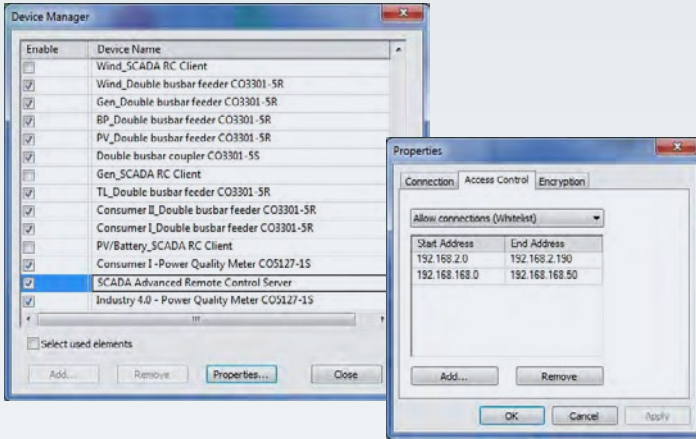 Device Manager
Enable Device Name
Wind_SCADA RC Client
Wind_Double busbar feeder CO3301-5R
Gen_Double busbar feeder CO3301-5R
BP_Double busbar feeder CO3301-5R
PV_Double busbar feeder CO3301-5R
Double busbar coupler CO3301-5S
Gen_SCADA RC Client
TL_Double busbar feeder CO3301-5R
Consumer II_Double busbar feeder CO3301-5R
Consumer I_Double busbar feeder CO3301-5R
PV/Battery_SCADA RC Client
Consumer I -Power Quality Meter CO5127-1S
SCADA Advanced Remote Control Server
Industry 4.0 - Power Quality Meter CO5127-1S
Select used elements
Add... Remove Properties... Close
Properties
Connection Access Control Encryption
Allow connections (Whitelist)
Start Address End Address
192.168.2.0 192.168.2.190
192.168.168.0 192.168.168.50
Add... Remove
OK Cancel Apply